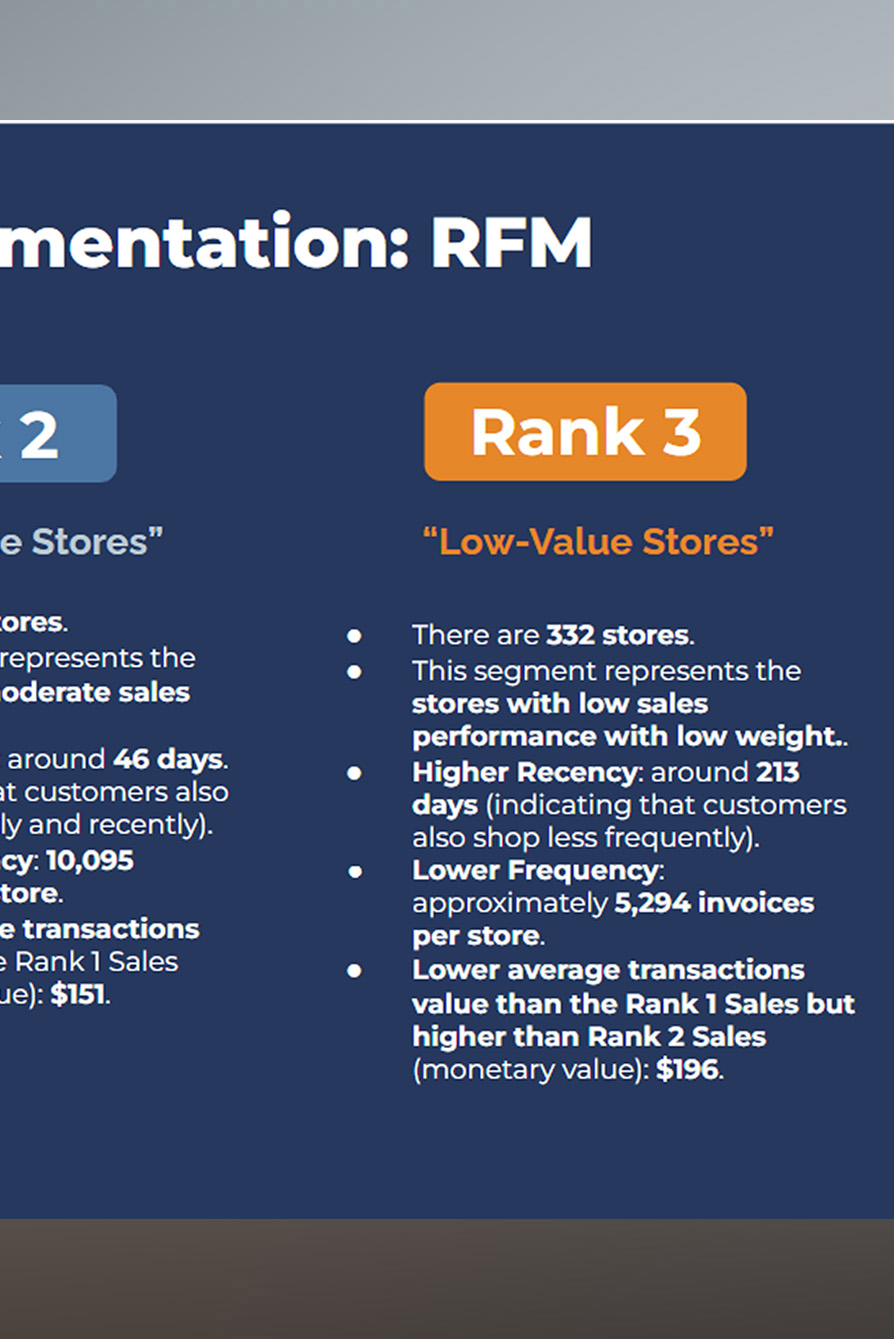 mentation: RFM
2
Rank 3
e Stores”
“Low-Value Stores”
tores.
represents the
moderate sales
around 46 days.
at customers also
ly and recently).
cy: 10,095
tore.
e transactions
e Rank 1 Sales
ue): $151.
● There are 332 stores.
● This segment represents the
stores with low sales
performance with low weight..
● Higher Recency: around 213
days (indicating that customers
also shop less frequently).
● Lower Frequency:
approximately 5,294 invoices
per store.
● Lower average transactions
value than the Rank 1 Sales but
higher than Rank 2 Sales
(monetary value): $196.